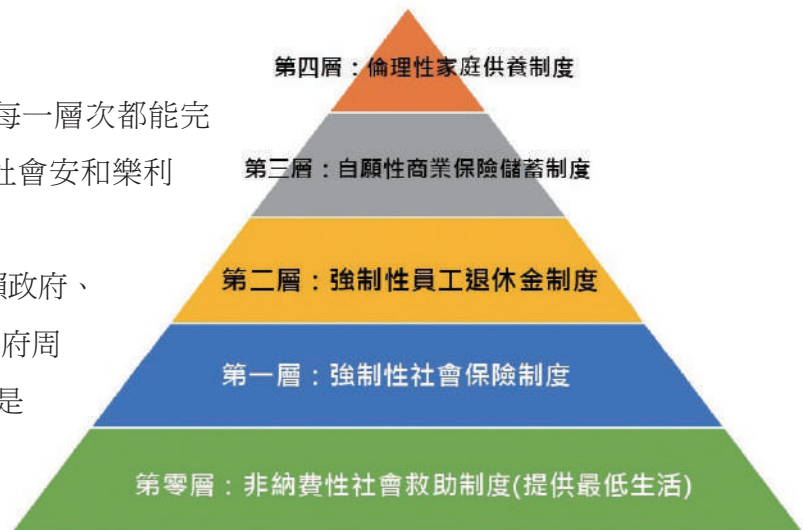 第四層：倫理性家庭供養制度
每一層次都能完
社會安和樂利
第三層：自願性商業保險儲蓄制度
賴政府、
第二層：強制性員工退休金制度
府周
第一層：強制性社會保險制度
是
第零層：非納費性社會救助制度(提供最低生活)